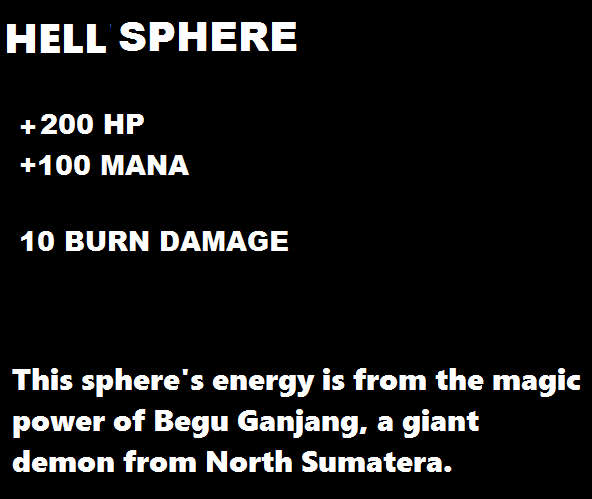 HELL SPHERE
+200 HP
+100 MANA
10 BURN DAMAGE
This sphere's energy is from the magic
power of Begu Ganjang, a giant
demon from North Sumatera.